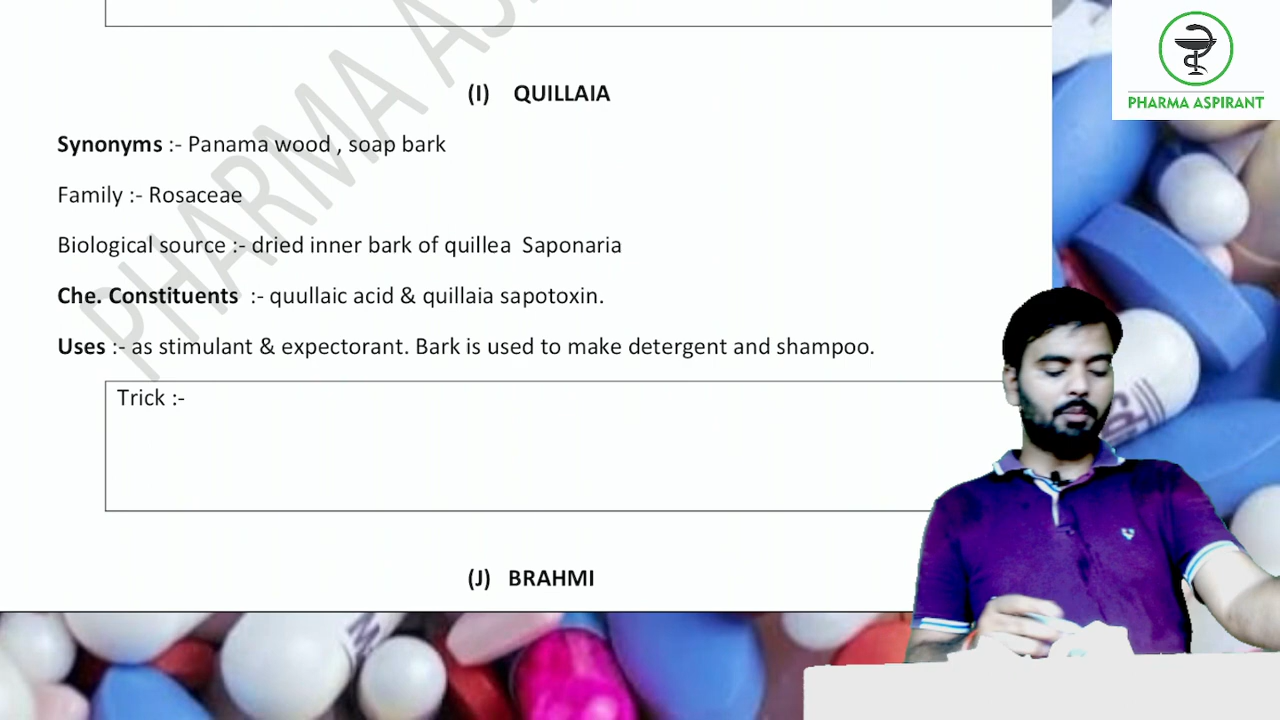 PHARMA ASPIRANT
(I) QUILLAIA
Synonyms :- Panama wood , soap bark
Family :- Rosaceae
Biological source :- dried inner bark of quillea Saponaria
Che. Constituents :- quullaic acid & quillaia sapotoxin.
Uses :- as stimulant & expectorant. Bark is used to make detergent and shampoo.
Trick :-
(J) BRAHMI
PHARMA AS